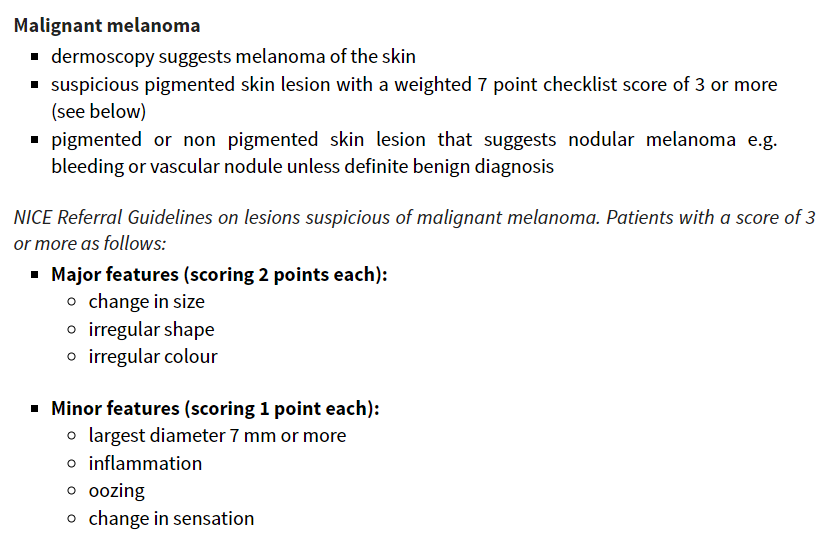 Malignant melanoma
▪ dermoscopy suggests melanoma of the skin
▪ suspicious pigmented skin lesion with a weighted 7 point checklist score of 3 or more
(see below)
▪ pigmented or non pigmented skin lesion that suggests nodular melanoma e.g.
bleeding or vascular nodule unless definite benign diagnosis
NICE Referral Guidelines on lesions suspicious of malignant melanoma. Patients with a score of 3
or more as follows:
▪ Major features (scoring 2 points each):
○ change in size
○ irregular shape
○ irregular colour
▪ Minor features (scoring 1 point each):
○ largest diameter 7 mm or more
○ inflammation
○ oozing
○ change in sensation